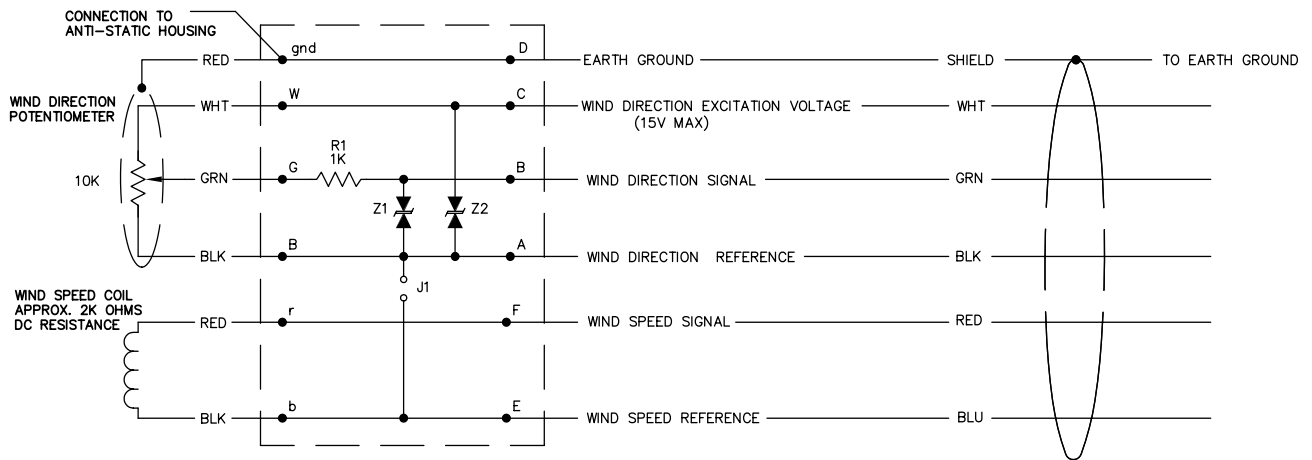 CONNECTION TO
ANTI-STATIC HOUSING
RED gnd D EARTH GROUND SHIELD TO EARTH GROUND
WIND DIRECTION
POTENTIOMETER
WHT W C WIND DIRECTION EXCITATION VOLTAGE WHT
(15V MAX)
R1
1K
10K GRN G B WIND DIRECTION SIGNAL GRN
Z1 Z2
BLK B A WIND DIRECTION REFERENCE BLK
J1
WIND SPEED COIL
APPROX. 2K OHMS
DC RESISTANCE
RED r F WIND SPEED SIGNAL RED
BLK b E WIND SPEED REFERENCE BLU